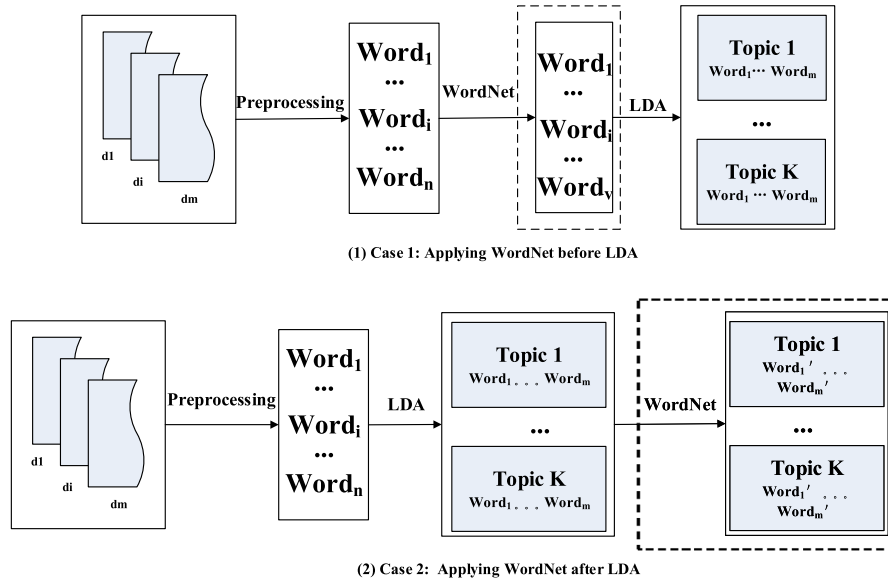 d1
di
dm
Preprocessing
Word1
...
Wordi
...
Wordn
WordNet
Word1
...
Wordi
...
Wordv
LDA
Topic 1
Word1... Wordm
...
Topic K
Word1 ... Wordm
(1) Case 1: Applying WordNet before LDA
d1
di
dm
Preprocessing
Word1
...
Wordi
...
Wordn
LDA
Topic 1
Word1 。。。 Wordm
...
Topic K
Word1 。。。 Wordm
WordNet
Topic 1
Word1′ 。。。
Wordm′
...
Topic K
Word1′ 。。。
Wordm′
(2) Case 2: Applying WordNet after LDA